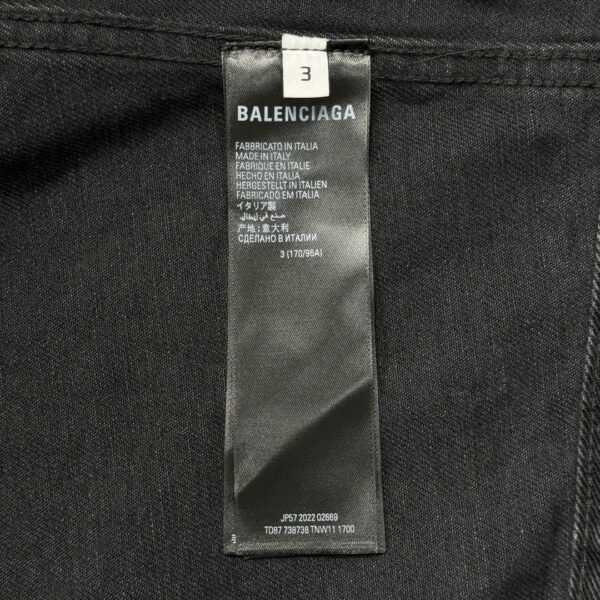 3
BALENCIAGA
FABBRICATO IN ITALIA
MADE IN ITALY
FABRIQUE EN ITALIE
HECHO EN ITALIA
HERGESTELLT IN ITALIEN
FABRICADO EM ITALIA
イタリア製
صنع في إيطاليا
产地：意大利
СДЕЛАНО В ИТАЛИИ
3 (170/96A)
JP57 2022 02669
TD87 738738 TNW11 1700